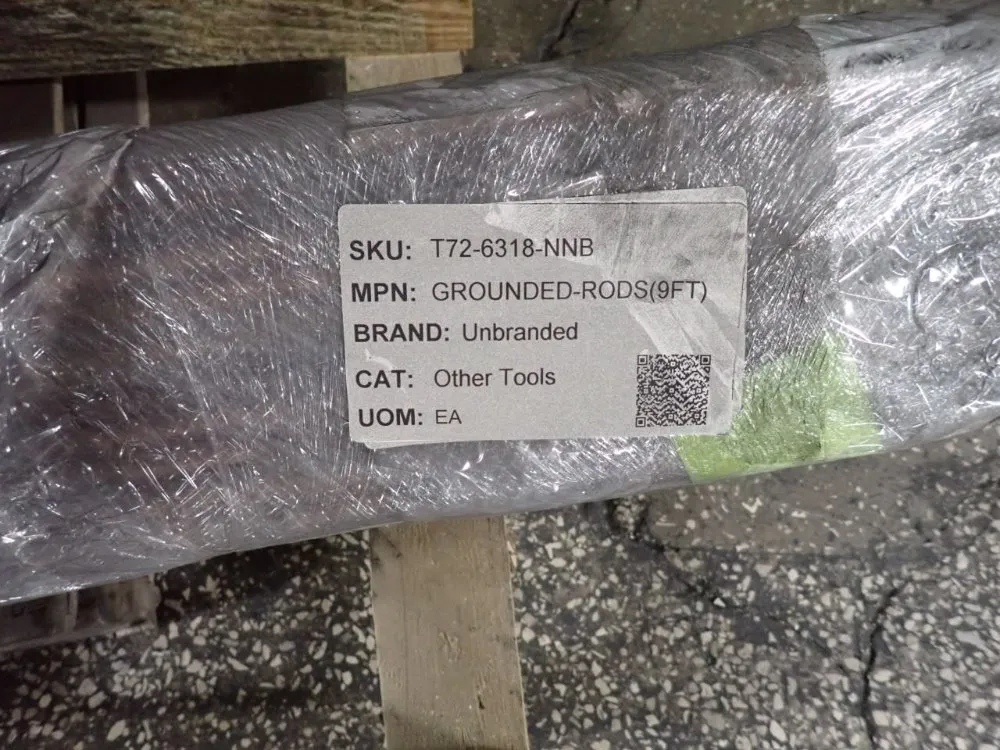 SKU: T72-6318-NNB
MPN: GROUNDED-RODS(9FT)
BRAND: Unbranded
CAT: Other Tools
UOM: EA